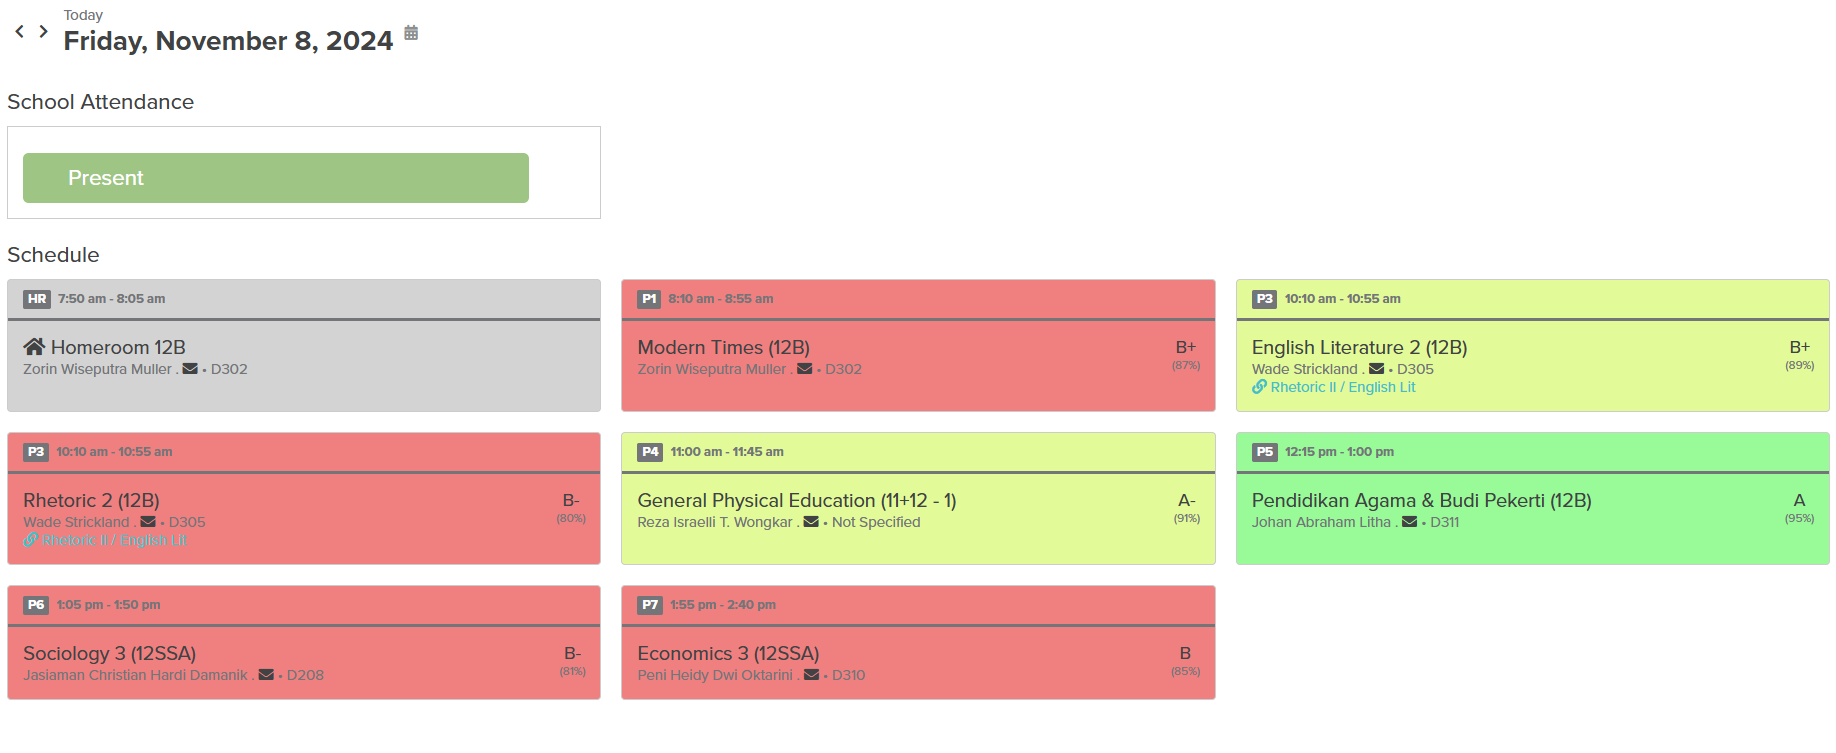 Today
Friday, November 8, 2024
School Attendance
Present
Schedule
HR 7:50 am - 8:05 am
Homeroom 12B
Zorin Wiseputra Muller . • D302
P1 8:10 am - 8:55 am
Modern Times (12B) B+
Zorin Wiseputra Muller . • D302 (87%)
P3 10:10 am - 10:55 am
English Literature 2 (12B) B+
Wade Strickland . • D305 (89%)
Rhetoric II / English Lit
P3 10:10 am - 10:55 am
Rhetoric 2 (12B) B-
Wade Strickland . • D305 (80%)
Rhetoric II / English Lit
P4 11:00 am - 11:45 am
General Physical Education (11+12 - 1) A-
Reza Israelli T. Wongkar . • Not Specified (91%)
P5 12:15 pm - 1:00 pm
Pendidikan Agama & Budi Pekerti (12B) A
Johan Abraham Litha . • D311 (95%)
P6 1:05 pm - 1:50 pm
Sociology 3 (12SSA) B-
Jasiaman Christian Hardi Damanik . • D208 (81%)
P7 1:55 pm - 2:40 pm
Economics 3 (12SSA) B
Peni Heidy Dwi Oktarini . • D310 (85%)